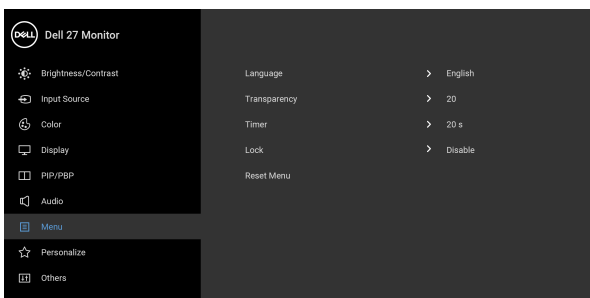 DELL Dell 27 Monitor
Brightness/Contrast
Input Source
Color
Display
PIP/PBP
Audio
Menu
Personalize
Others
Language > English
Transparency > 20
Timer > 20 s
Lock > Disable
Reset Menu